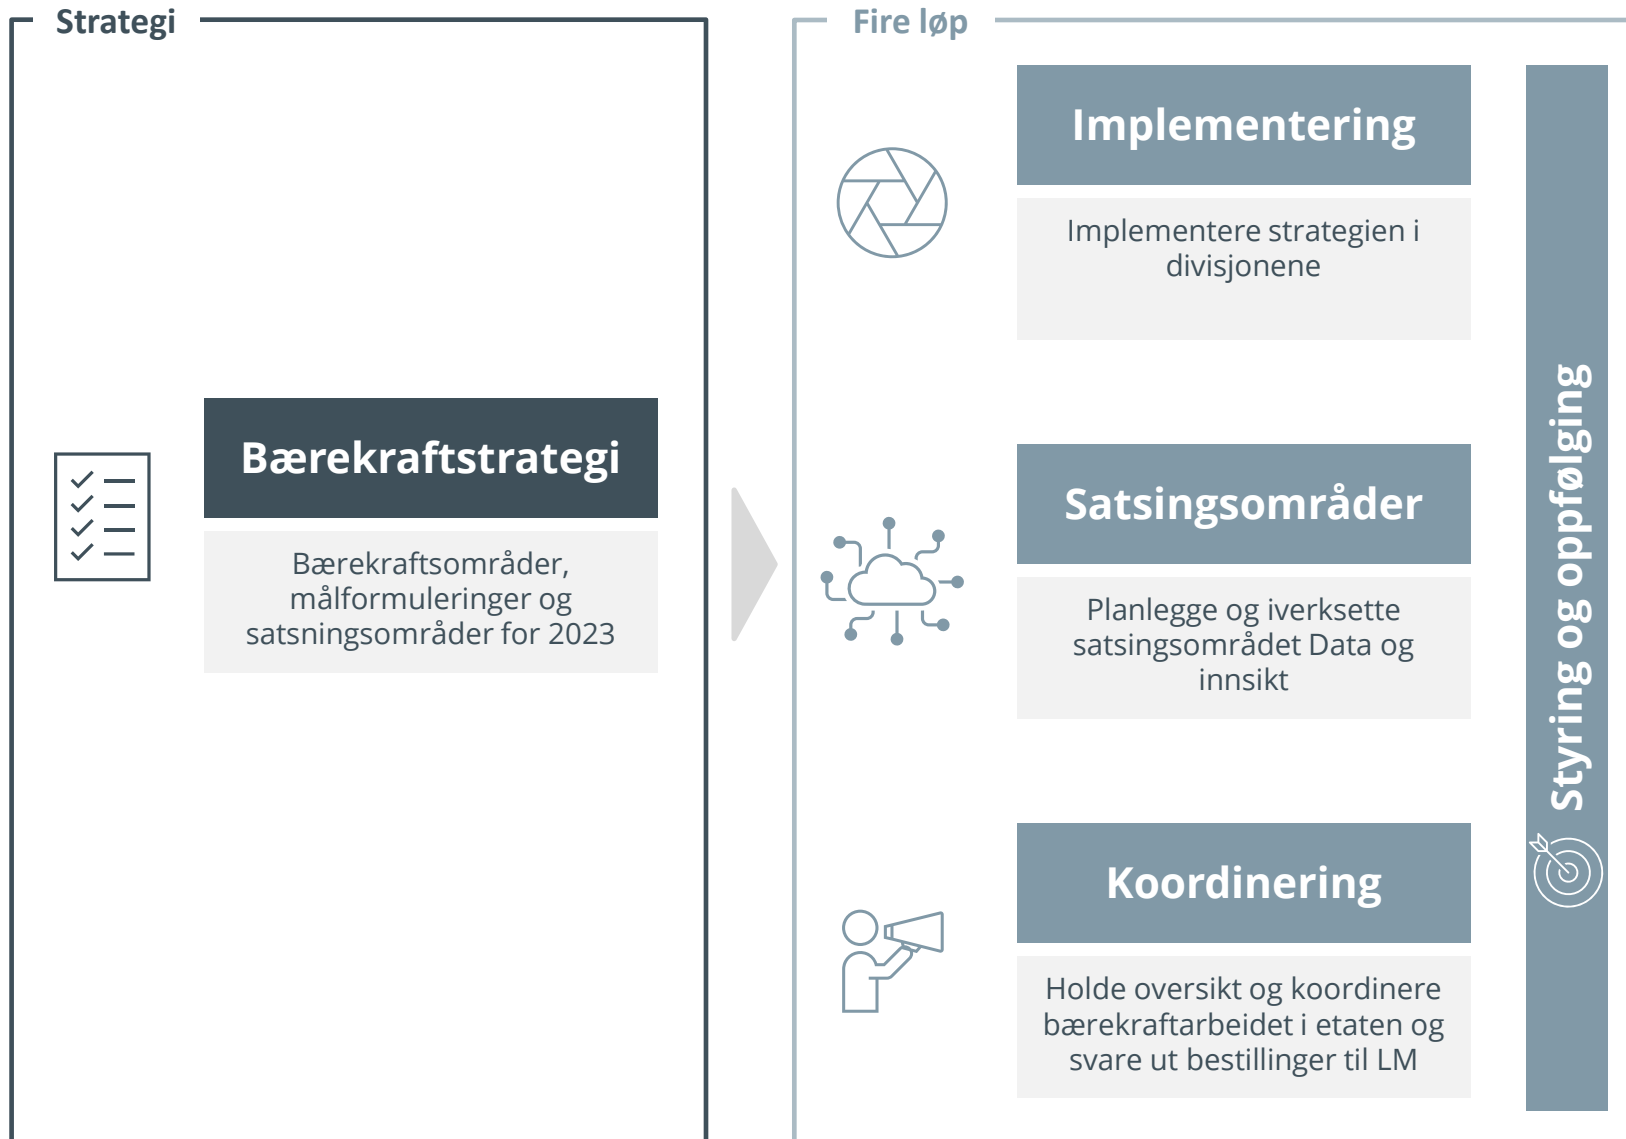 Strategi
Bærekraftstrategi
Bærekraftsområder,
målformuleringer og
satsningsområder for 2023
Fire løp
Implementering
Implementere strategien i
divisjonene
Satsingsområder
Planlegge og iverksette
satsingsområdet Data og
innsikt
Koordinering
Holde oversikt og koordinere
bærekraftarbeidet i etaten og
svare ut bestillinger til LM
Styring og oppfølging